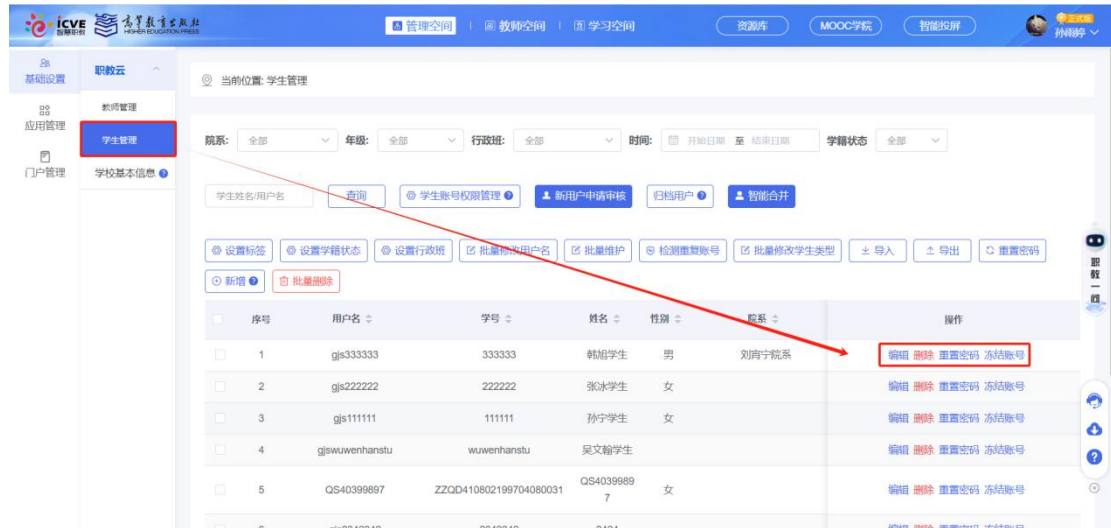 icve 智慧职教 高等教育出版社 HIGHER EDUCATION PRESS 管理空间 教师空间 学习空间 资源库 MOOC学院 智能投屏 正式版
孙雨婷
基础设置
应用管理
门户管理
职教云
教师管理
学生管理
学校基本信息
当前位置: 学生管理
院系: 全部 年级: 全部 行政班: 全部 时间: 开始日期 至 结束日期 学籍状态 全部
学生姓名/用户名 查询 学生账号权限管理 新用户申请审核 归档用户 智能合并
设置标签 设置学籍状态 设置行政班 批量修改用户名 批量维护 检测重复账号 批量修改学生类型 导入 导出 重置密码
新增 批量删除
序号 用户名 学号 姓名 性别 院系 操作
1 gjs333333 333333 韩旭学生 男 刘宵宁院系 编辑 删除 重置密码 冻结账号
2 gjs222222 222222 张冰学生 女 编辑 删除 重置密码 冻结账号
3 gjs111111 111111 孙宁学生 女 编辑 删除 重置密码 冻结账号
4 gjswuwenhanstu wuwenhanstu 吴文翰学生 编辑 删除 重置密码 冻结账号
5 QS40399897 ZZQD410802199704080031 QS40399897 女 编辑 删除 重置密码 冻结账号
职教一问